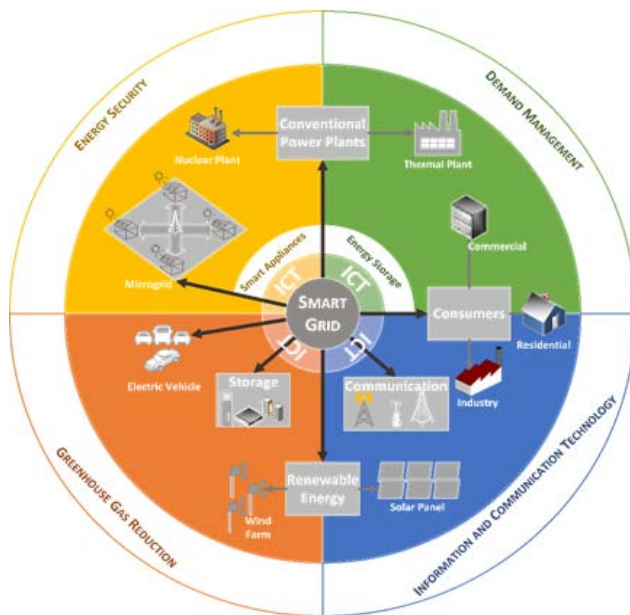 ENERGY SECURITY
DEMAND MANAGEMENT
Conventional
Power Plants
Nuclear Plant
Thermal Plant
Commercial
Microgrid
Smart Appliances
Energy Storage
ICT
ICT
SMART
GRID
ICT
ICT
Consumers
Residential
Electric Vehicle
Storage
Communication
Industry
Renewable
Energy
Wind
Farm
Solar Panel
GREENHOUSE GAS REDUCTION
INFORMATION AND COMMUNICATION TECHNOLOGY